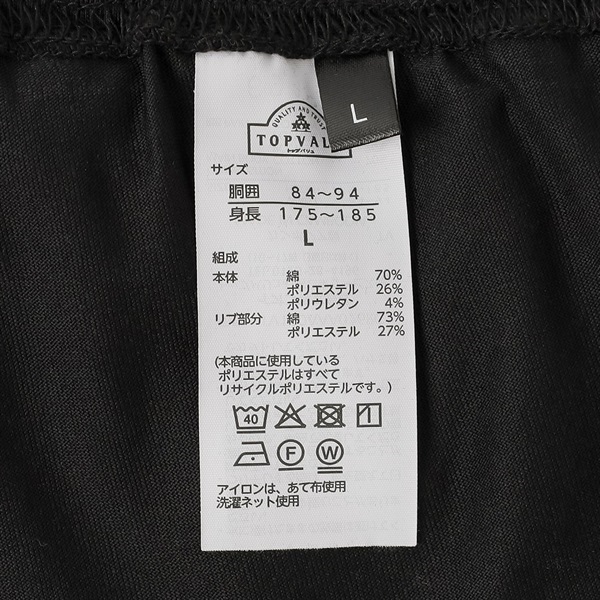 QUALITY AND TRUST
TOPVAL
トップバリュ
L
サイズ
胴囲 84~94
身長 175~185
L
組成
本体 綿 70%
ポリエステル 26%
ポリウレタン 4%
リブ部分 綿 73%
ポリエステル 27%
(本商品に使用している
ポリエステルはすべて
リサイクルポリエステルです。)
40
F W
アイロンは、あて布使用
洗濯ネット使用